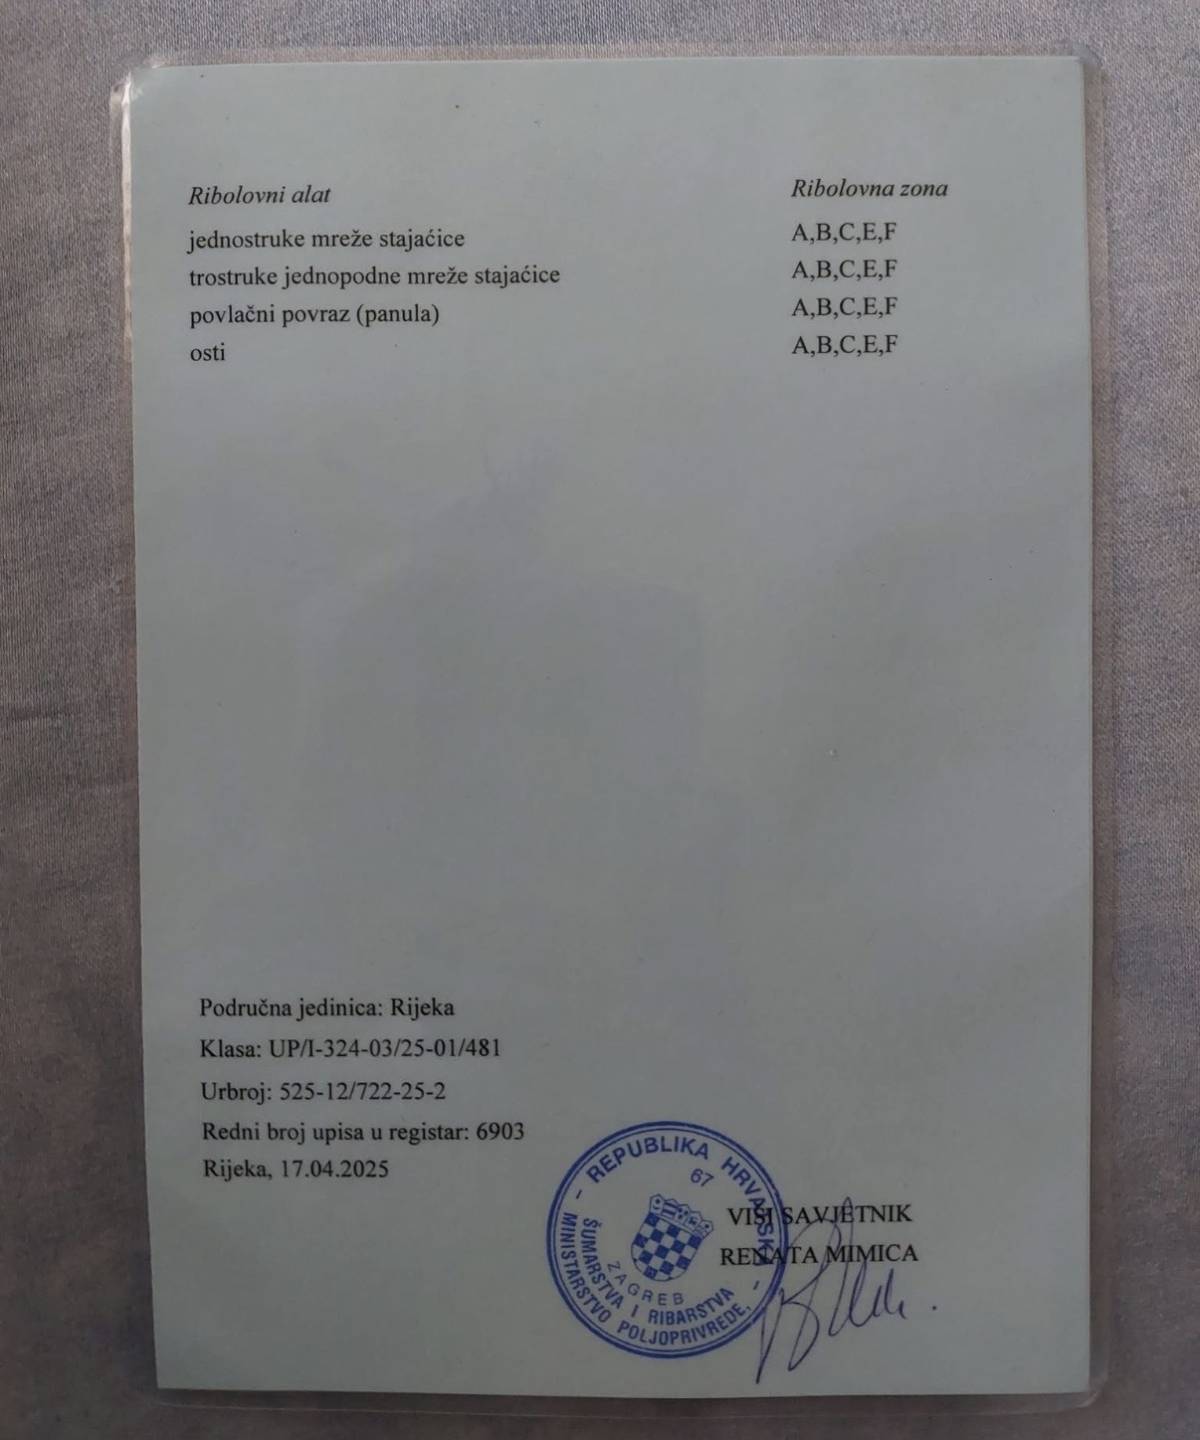 Ribolovni alat Ribolovna zona
jednostruke mreže stajaćice A,B,C,E,F
trostruke jednopodne mreže stajaćice A,B,C,E,F
povlačni povraz (panula) A,B,C,E,F
osti A,B,C,E,F
Područna jedinica: Rijeka
Klasa: UP/I-324-03/25-01/481
Urbroj: 525-12/722-25-2
Redni broj upisa u registar: 6903
Rijeka, 17.04.2025
- REPUBLIKA HRVATSKA -
67
MINISTARSTVO POLJOPRIVREDE,
ŠUMARSTVA I RIBARSTVA
ZAGREB
VIŠI SAVJETNIK
RENATA MIMICA